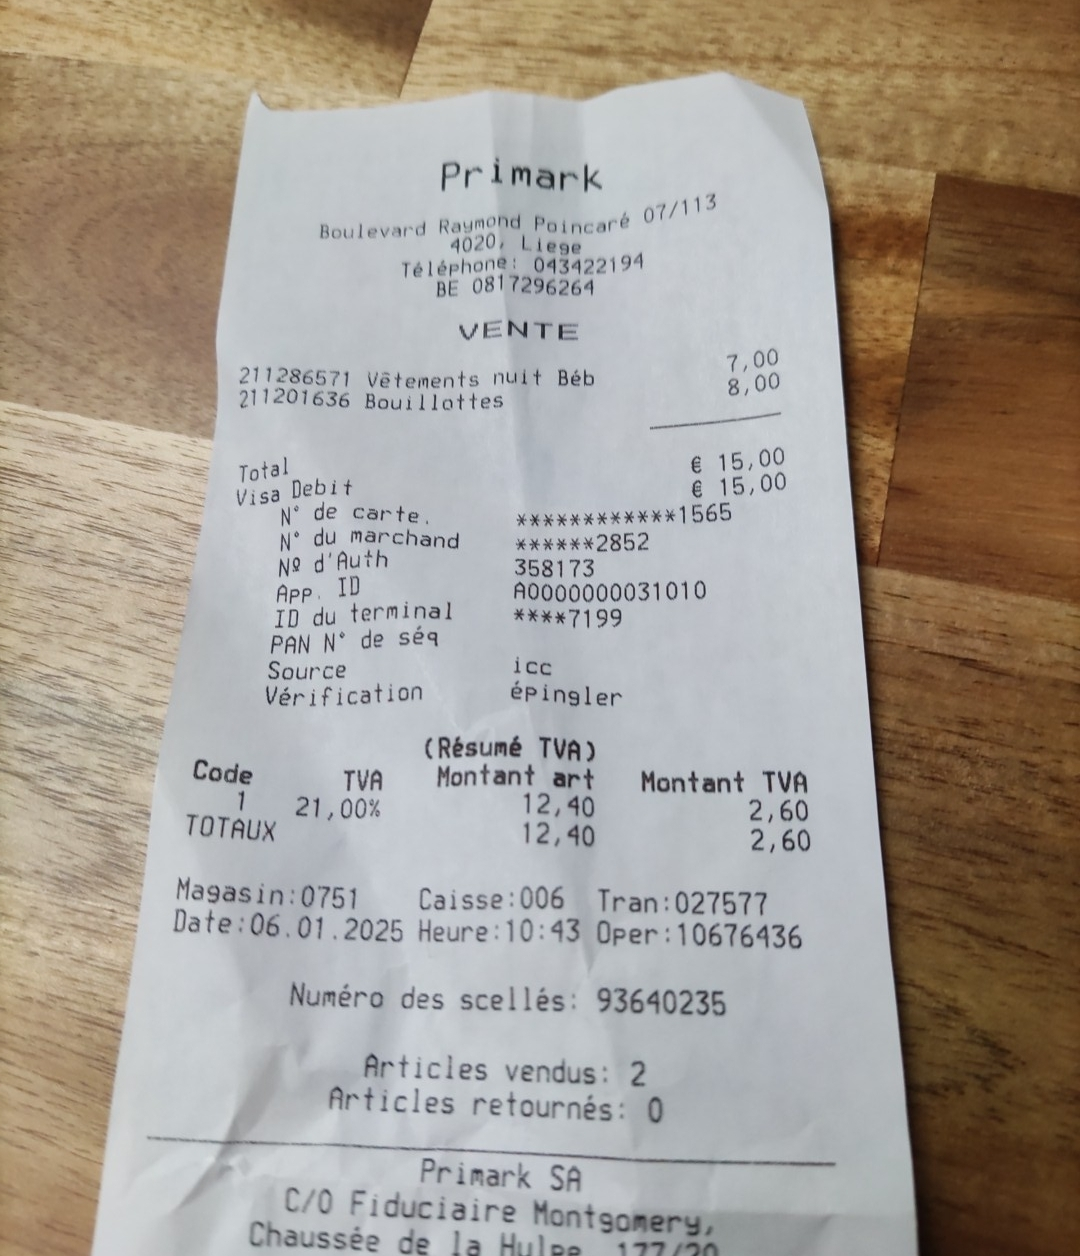 Primark
Boulevard Raymond Poincaré 07/113
4020, Liege
Téléphone: 043422194
BE 0817296264
VENTE
211286571 Vêtements nuit Béb 7,00
211201636 Bouillottes 8,00
Total € 15,00
Visa Debit € 15,00
N° de carte. ************1565
N° du marchand ******2852
Nº d'Auth 358173
App. ID A0000000031010
ID du terminal ****7199
PAN N° de séq
Source icc
Vérification épingler
(Résumé TVA)
Code TVA Montant art Montant TVA
1 21,00% 12,40 2,60
TOTAUX 12,40 2,60
Magasin:0751 Caisse:006 Tran:027577
Date:06.01.2025 Heure:10:43 Oper:10676436
Numéro des scellés: 93640235
Articles vendus: 2
Articles retournés: 0
Primark SA
C/O Fiduciaire Montgomery,
Chaussée de la Hulpe, 177/20